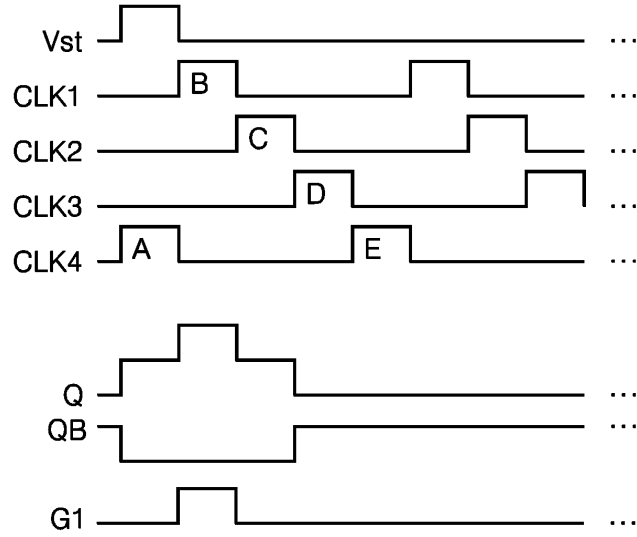 Vst ...
CLK1 B ...
CLK2 C ...
CLK3 D ...
CLK4 A E ...
Q ...
QB ...
G1 ...